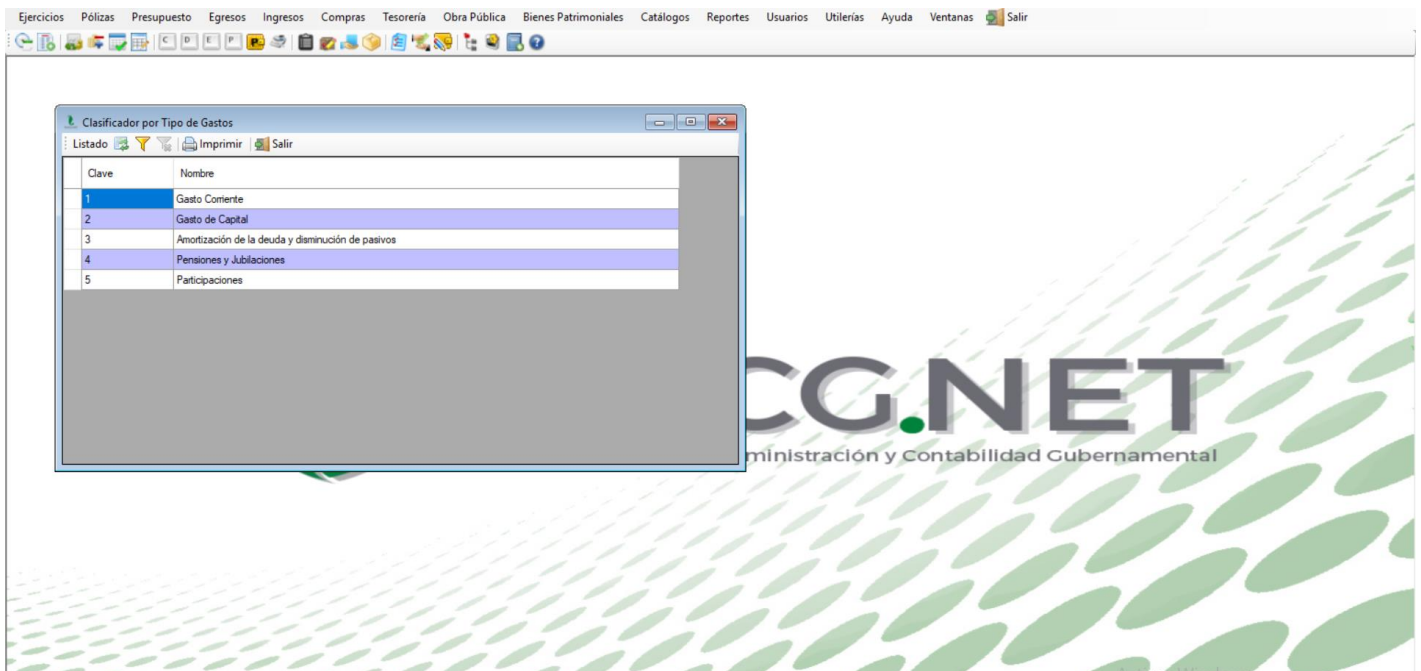 Ejercicios Pólizas Presupuesto Egresos Ingresos Compras Tesorería Obra Pública Bienes Patrimoniales Catálogos Reportes Usuarios Utilerías Ayuda Ventanas Salir
C D E P P
Clasificador por Tipo de Gastos
Listado Imprimir Salir
Clave Nombre
1 Gasto Corriente
2 Gasto de Capital
3 Amortización de la deuda y disminución de pasivos
4 Pensiones y Jubilaciones
5 Participaciones
CG.NET
ministración y Contabilidad Gubernamental